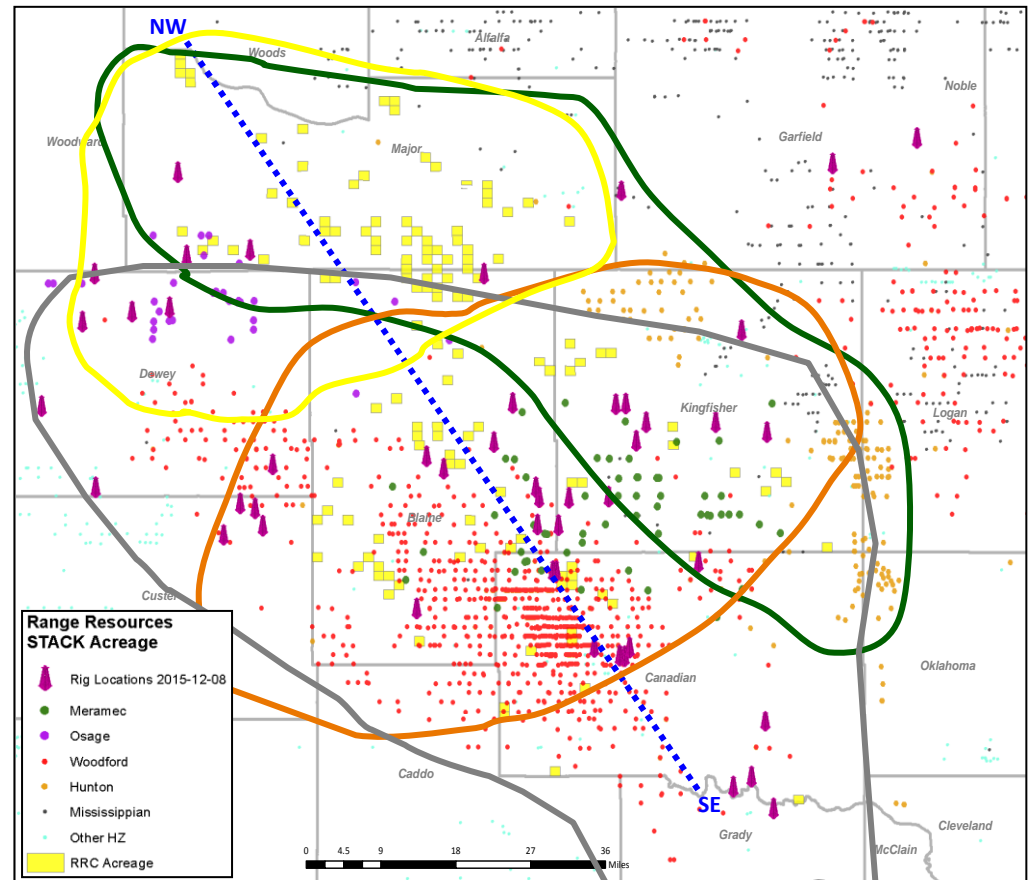 NW
Alfalfa
Woods
Noble
Garfield
Woodward
Major
Dewey
Kingfisher
Logan
Blaine
Custer
Range Resources
STACK Acreage
Rig Locations 2015-12-08
Meramec
Osage
Woodford
Hunton
Mississippian
Other HZ
RRC Acreage
Oklahoma
Canadian
Caddo
SE
Grady
Cleveland
McClain
0 4.5 9 18 27 36
Miles